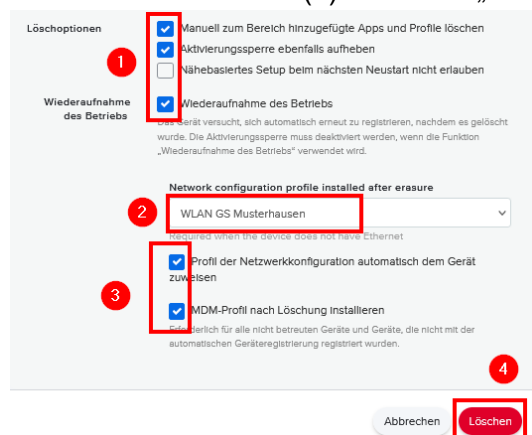 Löschoptionen
Manuell zum Bereich hinzugefügte Apps und Profile löschen
Aktivierungssperre ebenfalls aufheben
1
Nähebasiertes Setup beim nächsten Neustart nicht erlauben
Wiederaufnahme des Betriebs
Wiederaufnahme des Betriebs
Das Gerät versucht, sich automatisch erneut zu registrieren, nachdem es gelöscht
wurde. Die Aktivierungssperre muss deaktiviert werden, wenn die Funktion
„Wiederaufnahme des Betriebs" verwendet wird.
Network configuration profile installed after erasure
2
WLAN GS Musterhausen
Required when the device does not have Ethernet
Profil der Netzwerkkonfiguration automatisch dem Gerät
zuweisen
3
MDM-Profil nach Löschung installieren
Erforderlich für alle nicht betreuten Geräte und Geräte, die nicht mit der
automatischen Geräteregistrierung registriert wurden.
4
Abbrechen
Löschen